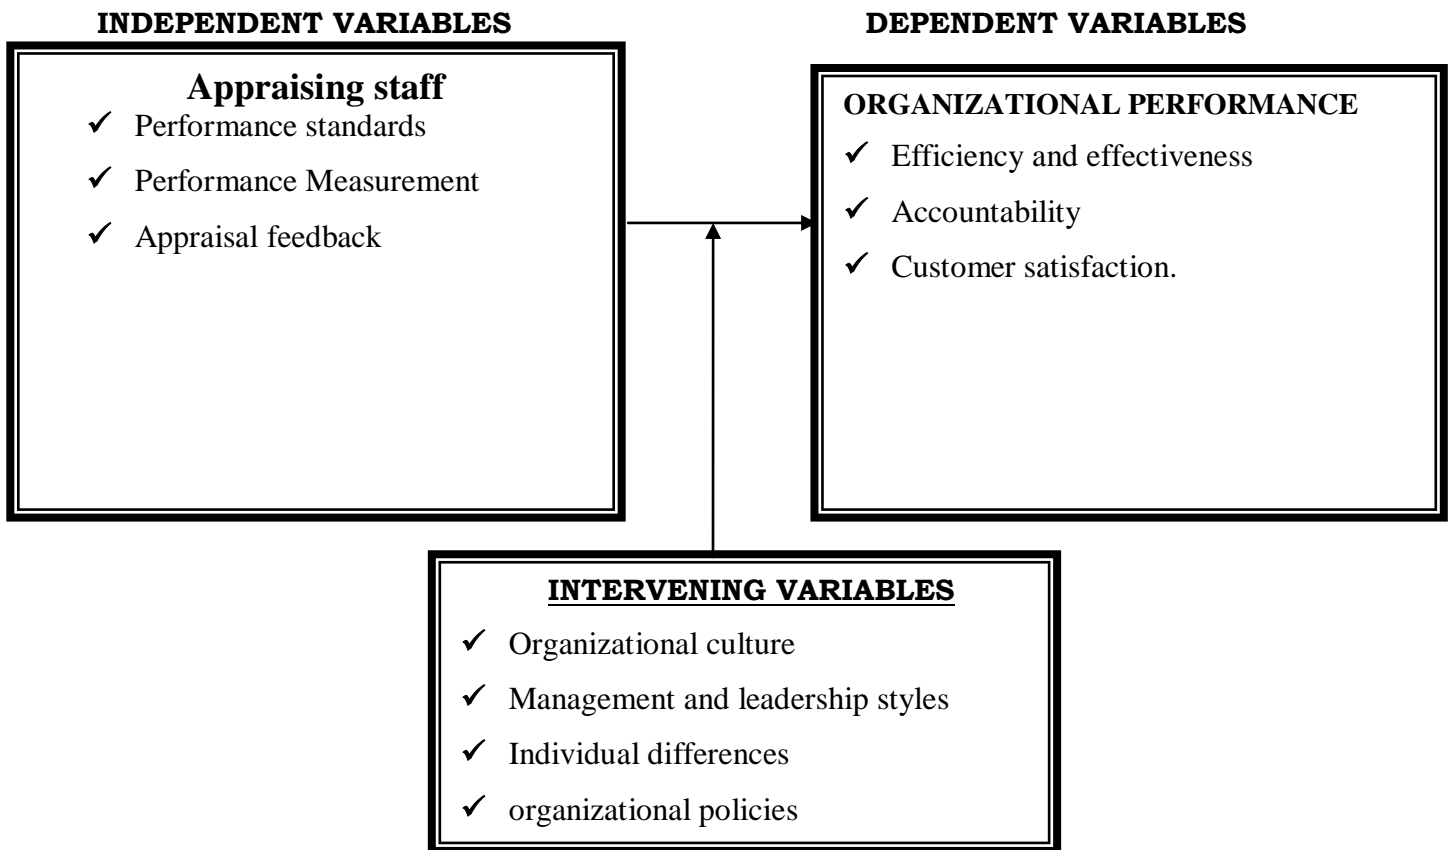 INDEPENDENT VARIABLES
Appraising staff
✓ Performance standards
✓ Performance Measurement
✓ Appraisal feedback
DEPENDENT VARIABLES
ORGANIZATIONAL PERFORMANCE
✓ Efficiency and effectiveness
✓ Accountability
✓ Customer satisfaction.
INTERVENING VARIABLES
✓ Organizational culture
✓ Management and leadership styles
✓ Individual differences
✓ organizational policies